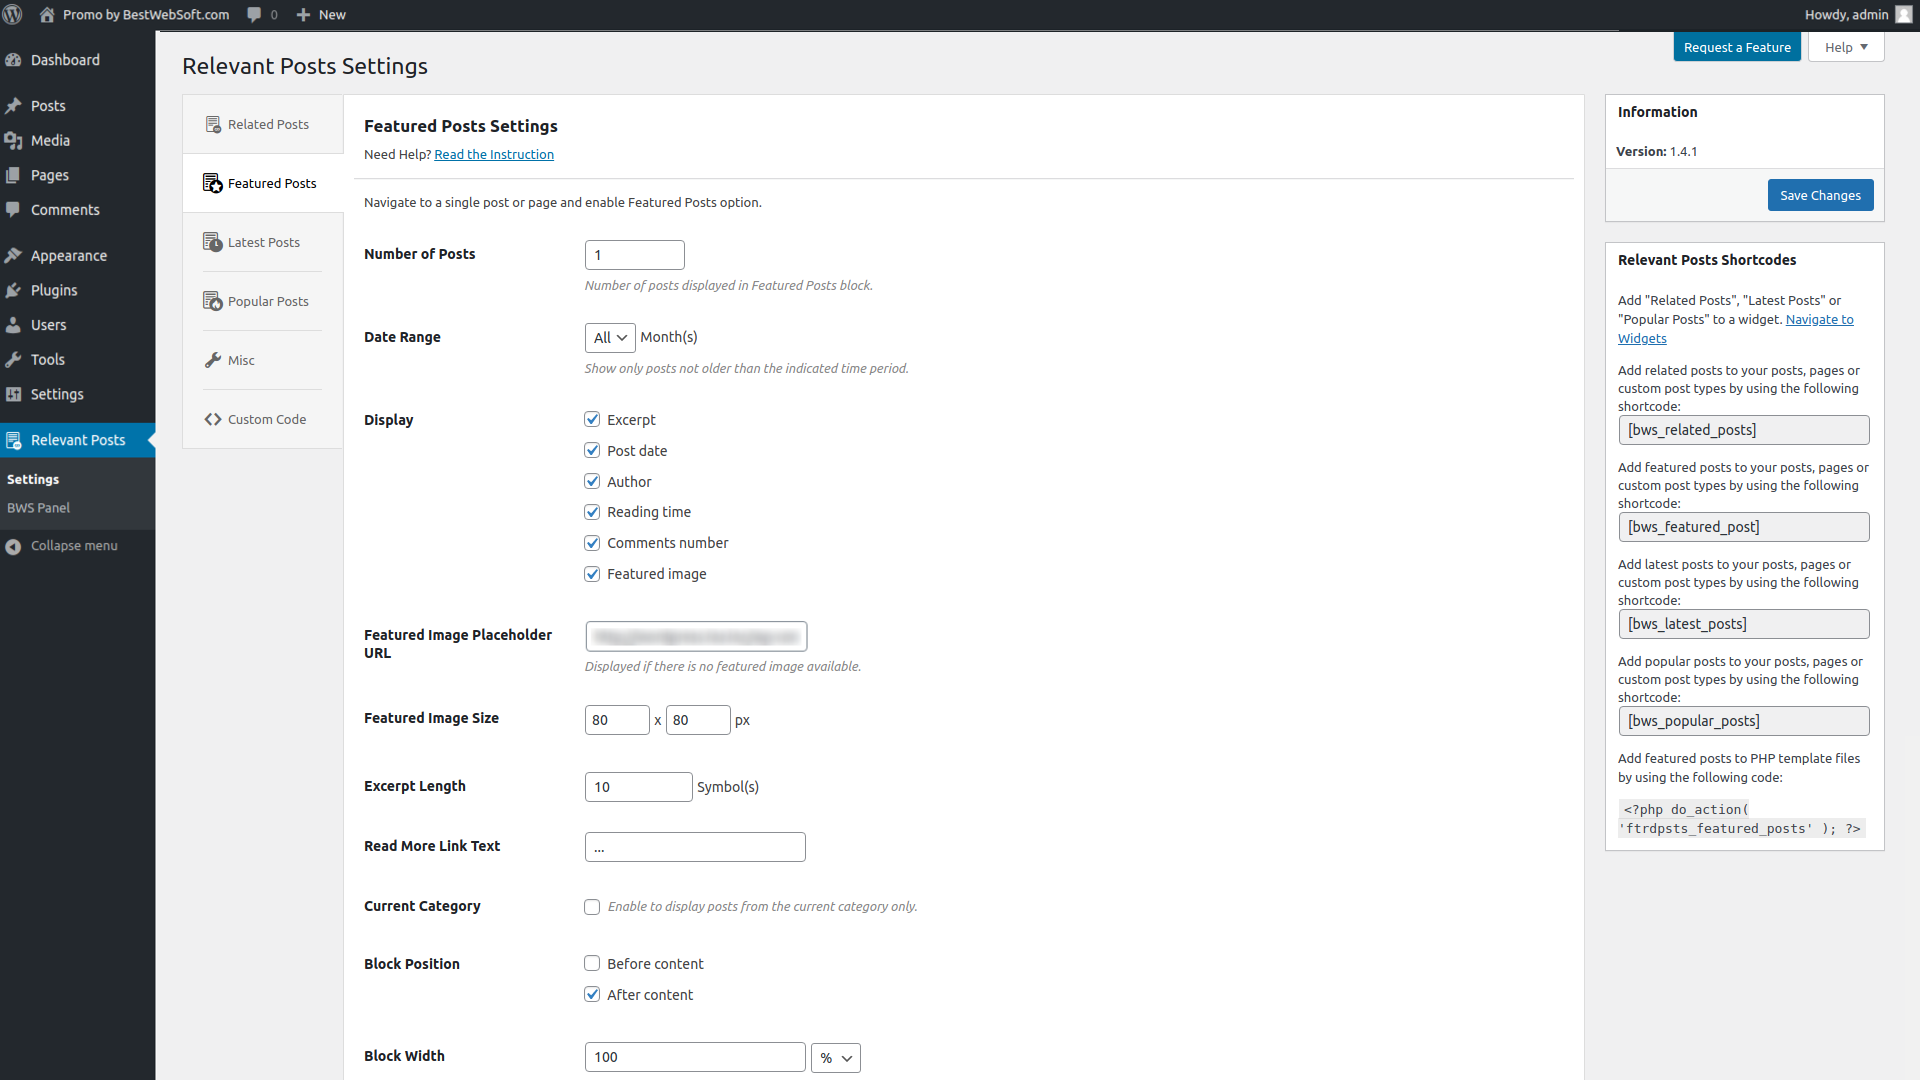 Promo by BestWebSoft.com
0
New
Howdy, admin
Dashboard
Posts
Media
Pages
Comments
Appearance
Plugins
Users
Tools
Settings
Relevant Posts
Settings
BWS Panel
Collapse menu
Request a Feature
Help
Relevant Posts Settings
Related Posts
Featured Posts
Latest Posts
Popular Posts
Misc
Custom Code
Featured Posts Settings
Need Help? Read the Instruction
Navigate to a single post or page and enable Featured Posts option.
Number of Posts
1
Number of posts displayed in Featured Posts block.
Date Range
All Month(s)
Show only posts not older than the indicated time period.
Display
Excerpt
Post date
Author
Reading time
Comments number
Featured image
Featured Image Placeholder
URL
Displayed if there is no featured image available.
Featured Image Size
80 x 80 px
Excerpt Length
10 Symbol(s)
Read More Link Text
...
Current Category
Enable to display posts from the current category only.
Block Position
Before content
After content
Block Width
100 %
Information
Version: 1.4.1
Save Changes
Relevant Posts Shortcodes
Add "Related Posts", "Latest Posts" or
"Popular Posts" to a widget. Navigate to
Widgets
Add related posts to your posts, pages or
custom post types by using the following
shortcode:
[bws_related_posts]
Add featured posts to your posts, pages or
custom post types by using the following
shortcode:
[bws_featured_post]
Add latest posts to your posts, pages or
custom post types by using the following
shortcode:
[bws_latest_posts]
Add popular posts to your posts, pages or
custom post types by using the following
shortcode:
[bws_popular_posts]
Add featured posts to PHP template files
by using the following code:
<?php do_action(
'ftrdpsts_featured_posts' ); ?>